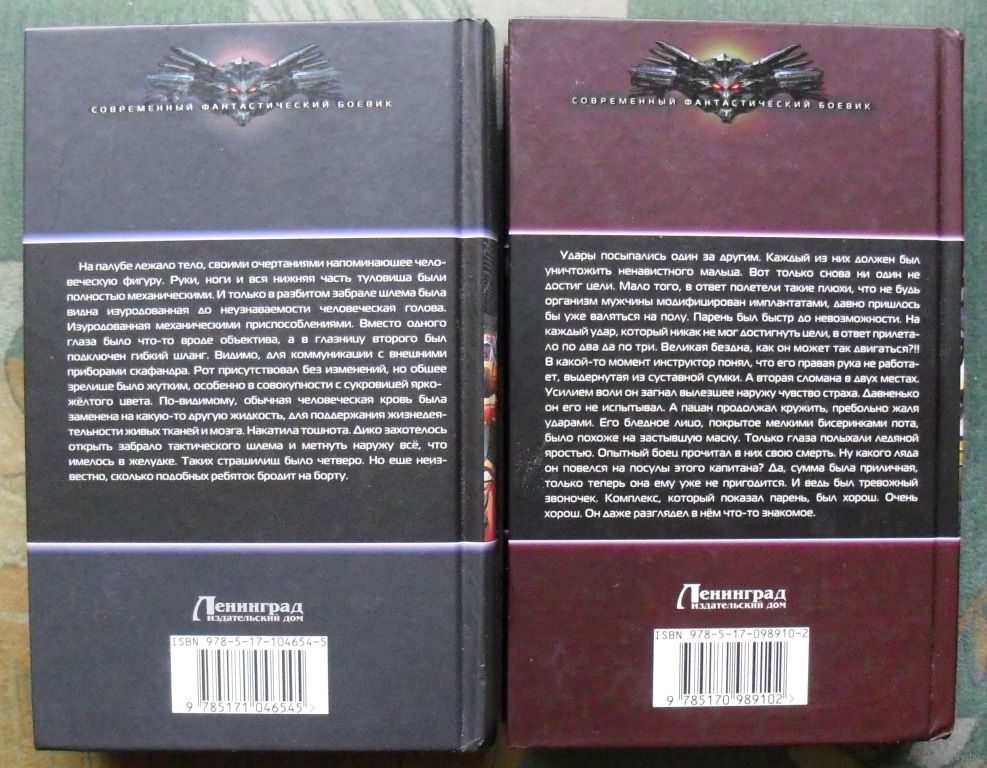 СОВРЕМЕННЫЙ ФАНТАСТИЧЕСКИЙ БОЕВИК
На палубе лежало тело, своими очертаниями напоминающее чело-
веческую фигуру. Руки, ноги и вся нижняя часть туловища были
полностью механическими. И только в разбитом забрале шлема была
видна изуродованная до неузнаваемости человеческая голова.
Изуродованная механическими приспособлениями. Вместо одного
глаза было что-то вроде объектива, а в глазницу второго был
подключен гибкий шланг. Видимо, для коммуникации с внешними
приборами скафандра. Рот присутствовал без изменений, но общее
зрелище было жутким, особенно в совокупности с сукровицей ярко-
жёлтого цвета. По-видимому, обычная человеческая кровь была
заменена на какую-то другую жидкость, для поддержания жизнедея-
тельности живых тканей и мозга. Накатила тошнота. Дико захотелось
открыть забрало тактического шлема и метнуть наружу всё, что
имелось в желудке. Таких страшилищ было четверо. Но еще неиз-
вестно, сколько подобных ребяток бродит на борту.
Ленинград
издательский дом
ISBN 978-5-17-104654-5
9 785171 046545 >
СОВРЕМЕННЫЙ ФАНТАСТИЧЕСКИЙ БОЕВИК
Удары посыпались один за другим. Каждый из них должен был
уничтожить ненавистного мальца. Вот только снова ни один не
достиг цели. Мало того, в ответ полетели такие плюхи, что не будь
организм мужчины модифицирован имплантатами, давно пришлось
бы уже валяться на полу. Парень был быстр до невозможности. На
каждый удар, который никак не мог достигнуть цели, в ответ прилета-
ло по два да по три. Великая бездна, как он может так двигаться?!!
В какой-то момент инструктор понял, что его правая рука не работа-
ет, выдернутая из суставной сумки. А вторая сломана в двух местах.
Усилием воли он загнал вылезшее наружу чувство страха. Давненько
он его не испытывал. А пацан продолжал кружить, пребольно жаля
ударами. Его бледное лицо, покрытое мелкими бисеринками пота,
было похоже на застывшую маску. Только глаза полыхали ледяной
яростью. Опытный боец прочитал в них свою смерть. Ну какого ляда
он повелся на посулы этого капитана? Да, сумма была приличная,
только теперь она ему уже не пригодится. И ведь был тревожный
звоночек. Комплекс, который показал парень, был хорош. Очень
хорош. Он даже разглядел в нём что-то знакомое.
Ленинград
издательский дом
ISBN 978-5-17-098910-2
9 785170 989102 >